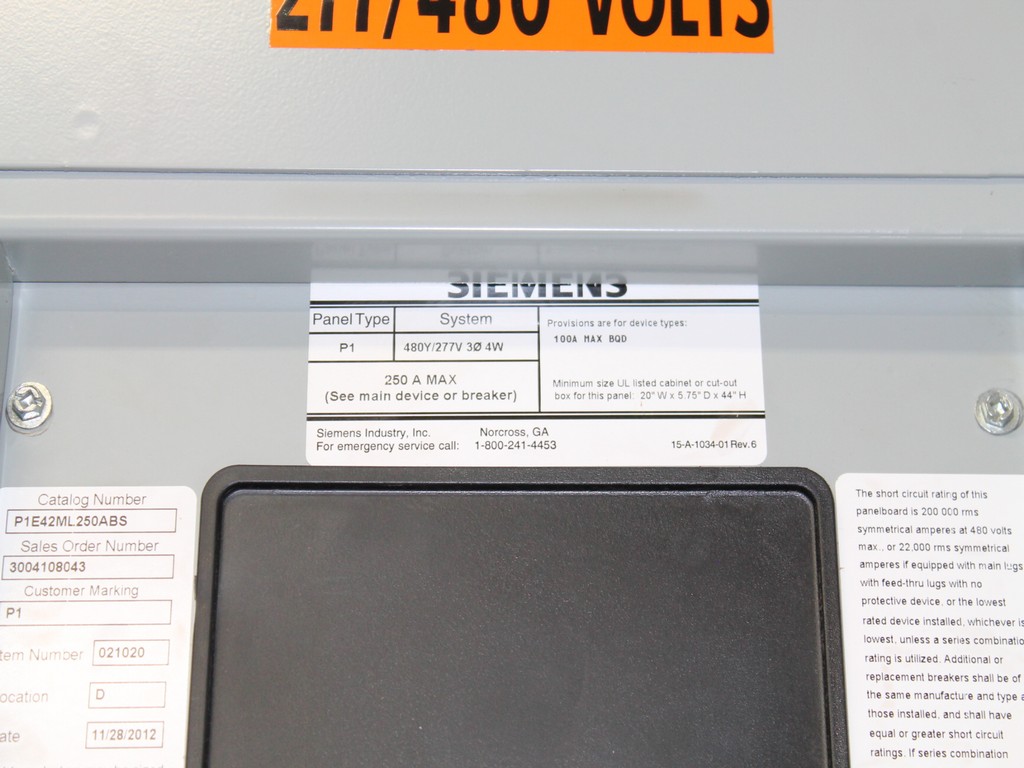 277/480 VOLTS
SIEMENS
Panel Type
System
P1
480Y/277V 3Ø 4W
250 A MAX
(See main device or breaker)
Provisions are for device types:
100A MAX BQD
Minimum size UL listed cabinet or cut-out
box for this panel: 20" W x 5.75" D x 44" H
Siemens Industry, Inc. Norcross, GA
For emergency service call: 1-800-241-4453
15-A-1034-01 Rev.6
Catalog Number
P1E42ML250ABS
Sales Order Number
3004108043
Customer Marking
P1
tem Number 021020
ocation D
ate 11/28/2012
The short circuit rating of this
panelboard is 200 000 rms
symmetrical amperes at 480 volts
max., or 22,000 rms symmetrical
amperes if equipped with main lugs
with feed-thru lugs with no
protective device, or the lowest
rated device installed, whichever is
lowest, unless a series combinatio
rating is utilized. Additional or
replacement breakers shall be of
the same manufacture and type a
those installed, and shall have
equal or greater short circuit
ratings. If series combination